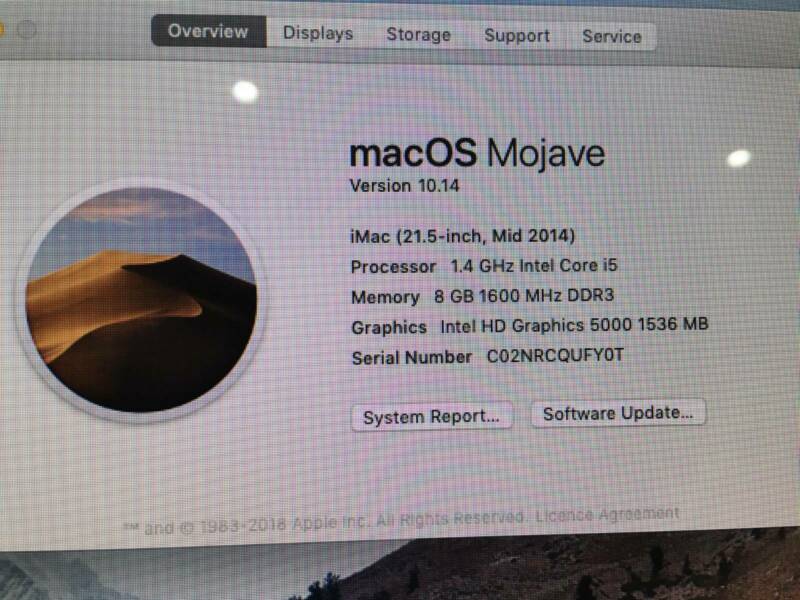 Overview Displays Storage Support Service
macOS Mojave
Version 10.14
iMac (21.5-inch, Mid 2014)
Processor 1.4 GHz Intel Core i5
Memory 8 GB 1600 MHz DDR3
Graphics Intel HD Graphics 5000 1536 MB
Serial Number C02NRCQUFY0T
System Report... Software Update...
™ and © 1983-2018 Apple Inc. All Rights Reserved. Licence Agreement